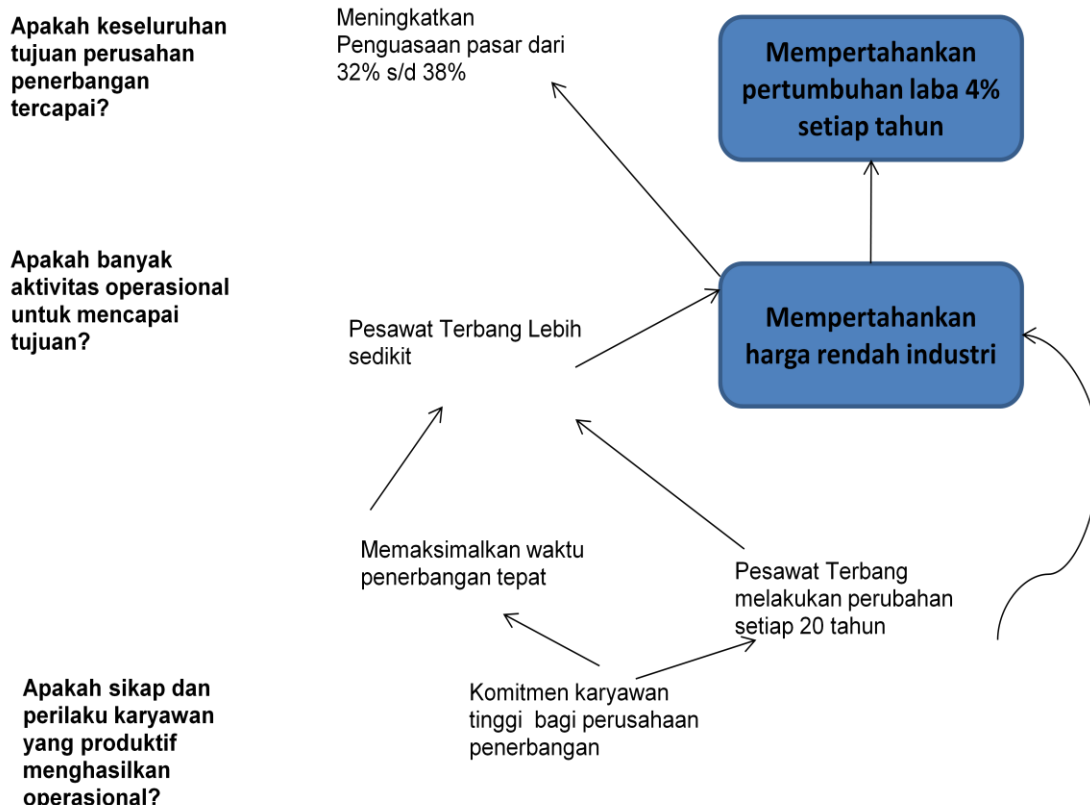 Apakah keseluruhan
tujuan perusahan
penerbangan
tercapai?
Meningkatkan
Penguasaan pasar dari
32% s/d 38%
Mempertahankan
pertumbuhan laba 4%
setiap tahun
Apakah banyak
aktivitas operasional
untuk mencapai
tujuan?
Pesawat Terbang Lebih
sedikit
Mempertahankan
harga rendah industri
Memaksimalkan waktu
penerbangan tepat
Pesawat Terbang
melakukan perubahan
setiap 20 tahun
Apakah sikap dan
perilaku karyawan
yang produktif
menghasilkan
operasional?
Komitmen karyawan
tinggi bagi perusahaan
penerbangan